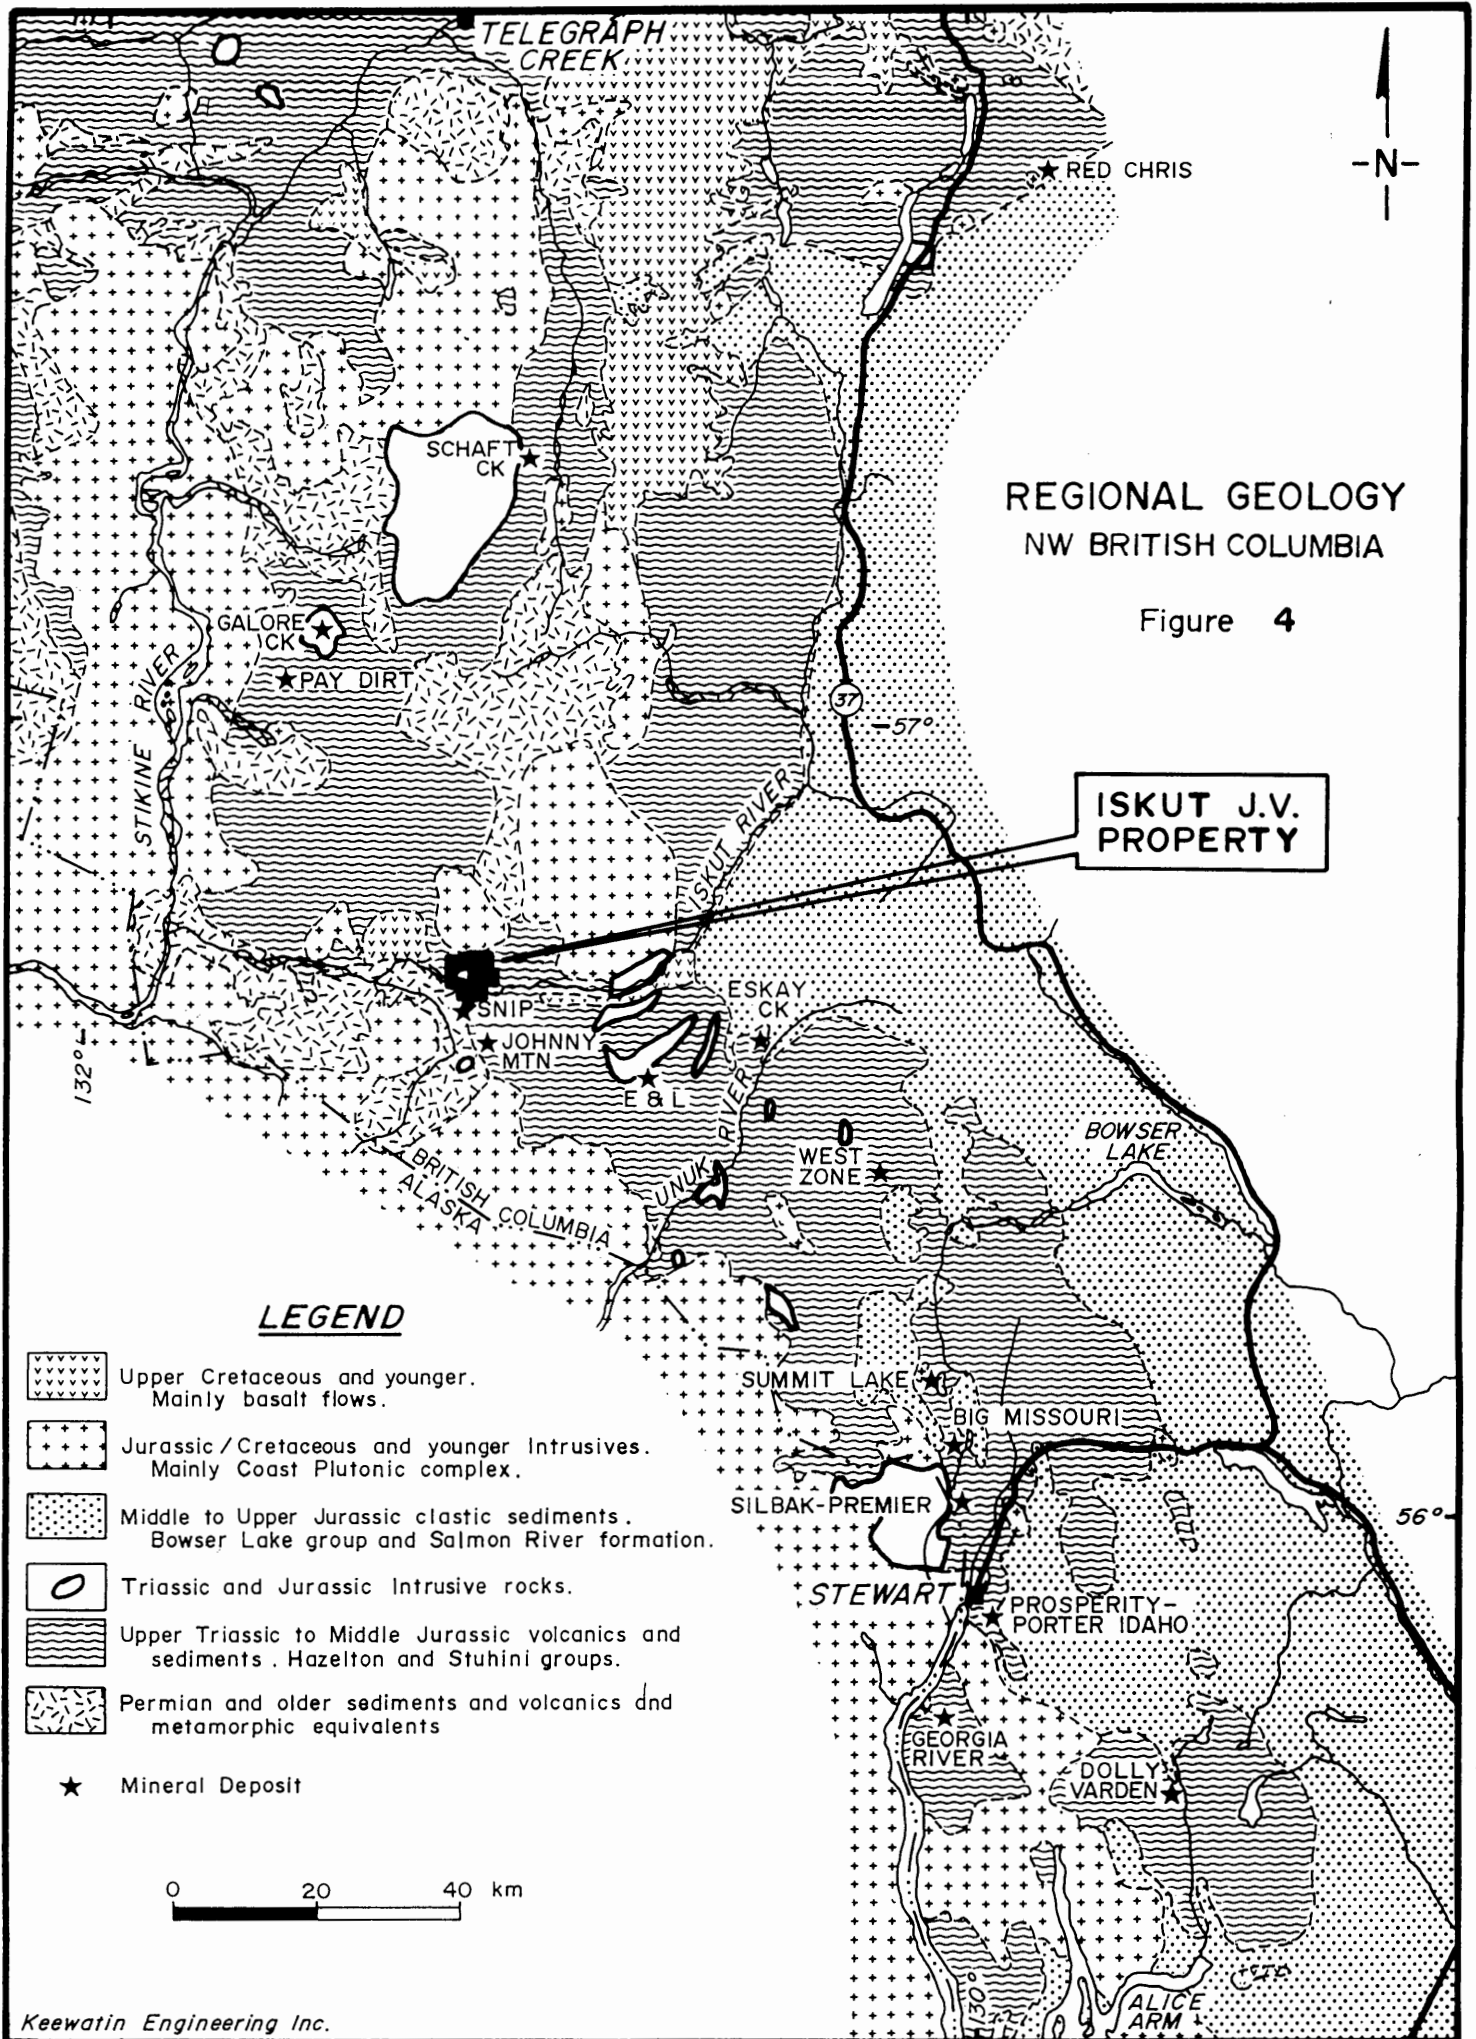 TELEGRAPH
CREEK
-N-
RED CHRIS
SCHAFT
CK
REGIONAL GEOLOGY
NW BRITISH COLUMBIA
Figure 4
GALORE
CK
PAY DIRT
STIKINE RIVER
37
57°
ISKUT J.V.
PROPERTY
ISKUT RIVER
SNIP
JOHNNY
MTN
ESKAY
CK
E & L
132°
UNUK RIVER
WEST
ZONE
BOWSER
LAKE
BRITISH COLUMBIA
ALASKA
LEGEND
Upper Cretaceous and younger.
Mainly basalt flows.
Jurassic/Cretaceous and younger Intrusives.
Mainly Coast Plutonic complex.
Middle to Upper Jurassic clastic sediments.
Bowser Lake group and Salmon River formation.
Triassic and Jurassic Intrusive rocks.
Upper Triassic to Middle Jurassic volcanics and
sediments. Hazelton and Stuhini groups.
Permian and older sediments and volcanics and
metamorphic equivalents
Mineral Deposit
SUMMIT LAKE
BIG MISSOURI
SILBAK-PREMIER
56°
STEWART
PROSPERITY-
PORTER IDAHO
GEORGIA
RIVER
DOLLY
VARDEN
0 20 40 km
130°
ALICE
ARM
Keewatin Engineering Inc.